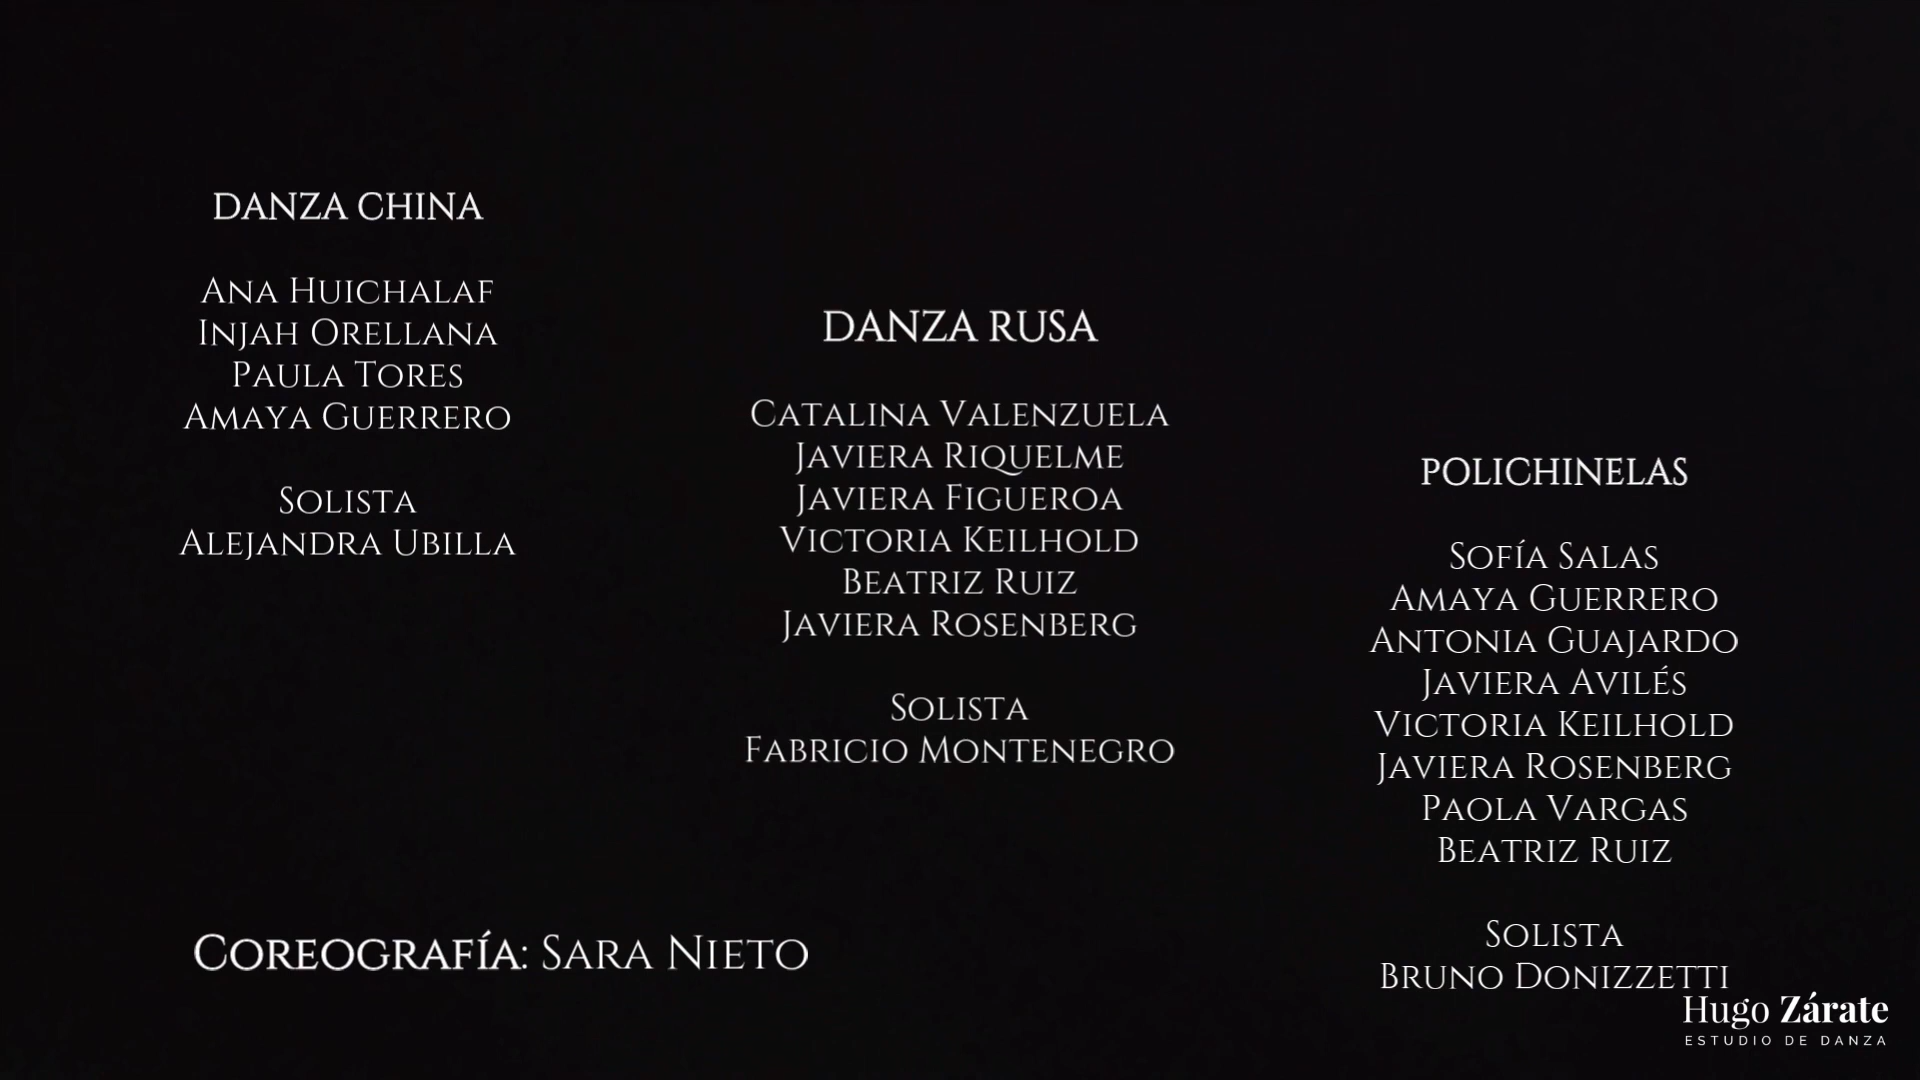 DANZA CHINA
Ana Huichalaf
Injah Orellana
Paula Tores
Amaya Guerrero
Solista
Alejandra Ubilla
DANZA RUSA
Catalina Valenzuela
Javiera Riquelme
Javiera Figueroa
Victoria Keilhold
Beatriz Ruiz
Javiera Rosenberg
Solista
Fabricio Montenegro
POLICHINELAS
Sofía Salas
Amaya Guerrero
Antonia Guajardo
Javiera Avilés
Victoria Keilhold
Javiera Rosenberg
Paola Vargas
Beatriz Ruiz
Solista
Bruno Donizzetti
Coreografía: Sara Nieto
Hugo Zárate
ESTUDIO DE DANZA